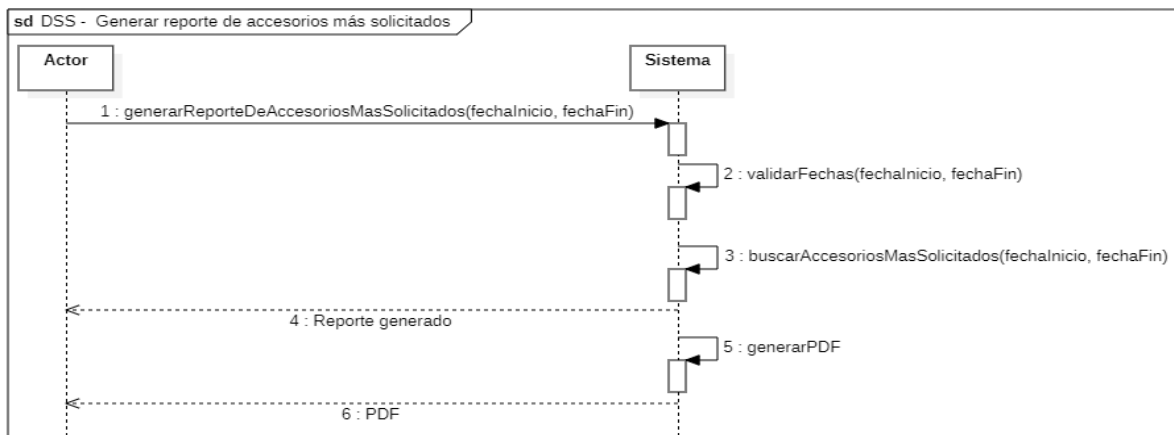 sd DSS - Generar reporte de accesorios más solicitados
Actor
Sistema
1 : generarReporteDeAccesoriosMasSolicitados(fechaInicio, fechaFin)
2 : validarFechas(fechaInicio, fechaFin)
3 : buscarAccesoriosMasSolicitados(fechaInicio, fechaFin)
4 : Reporte generado
5 : generarPDF
6 : PDF